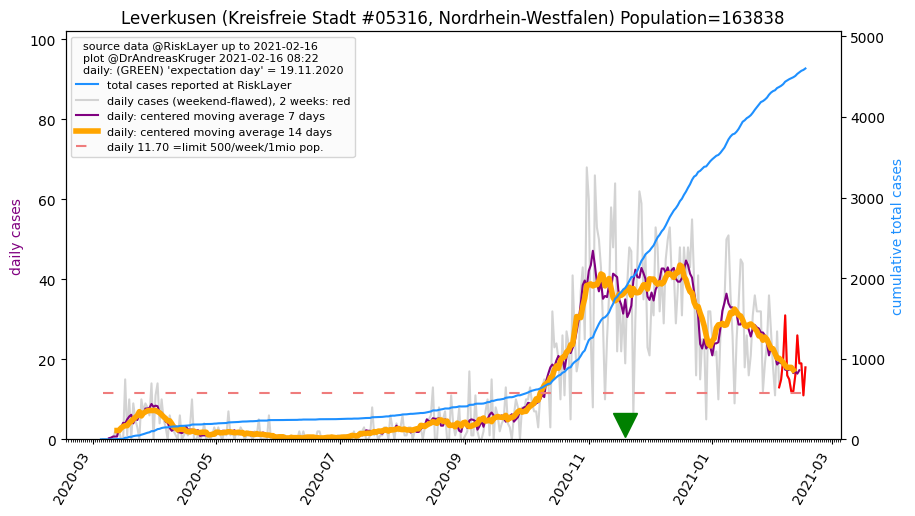 Leverkusen (Kreisfreie Stadt #05316, Nordrhein-Westfalen) Population=163838
source data @RiskLayer up to 2021-02-16
plot @DrAndreasKruger 2021-02-16 08:22
daily: (GREEN) 'expectation day' = 19.11.2020
total cases reported at RiskLayer
daily cases (weekend-flawed), 2 weeks: red
daily: centered moving average 7 days
daily: centered moving average 14 days
daily 11.70 =limit 500/week/1mio pop.
daily cases
100
80
60
40
20
0
cumulative total cases
5000
4000
3000
2000
1000
0
2020-03
2020-05
2020-07
2020-09
2020-11
2021-01
2021-03